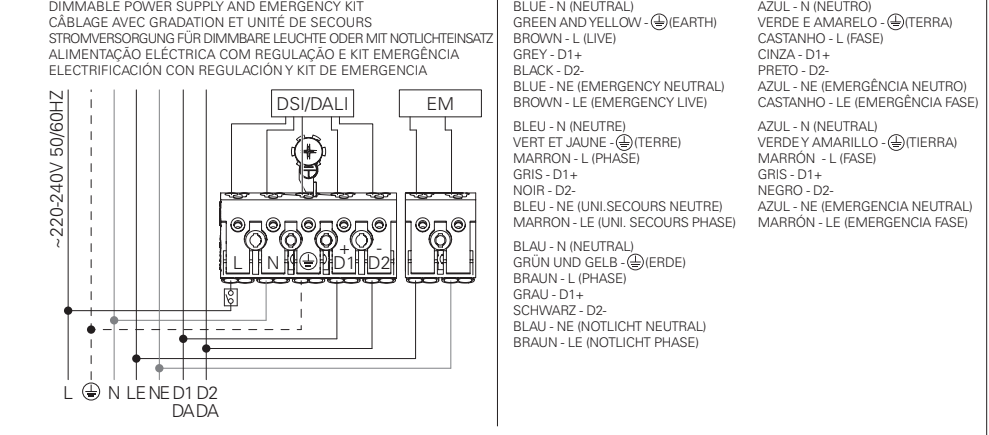 DIMMABLE POWER SUPPLY AND EMERGENCY KIT
CÂBLAGE AVEC GRADATION ET UNITÉ DE SECOURS
STROMVERSORGUNG FÜR DIMMBARE LEUCHTE ODER MIT NOTLICHTEINSATZ
ALIMENTAÇÃO ELÉCTRICA COM REGULAÇÃO E KIT EMERGÊNCIA
ELECTRIFICACIÓN CON REGULACIÓN Y KIT DE EMERGENCIA
~220-240V 50/60HZ
DSI/DALI
EM
+ -
L N D1 D2
L N LE NE D1 D2
DA DA
BLUE - N (NEUTRAL)
GREEN AND YELLOW - (EARTH)
BROWN - L (LIVE)
GREY - D1+
BLACK - D2-
BLUE - NE (EMERGENCY NEUTRAL)
BROWN - LE (EMERGENCY LIVE)
BLEU - N (NEUTRE)
VERT ET JAUNE - (TERRE)
MARRON - L (PHASE)
GRIS - D1+
NOIR - D2-
BLEU - NE (UNI.SECOURS NEUTRE)
MARRON - LE (UNI. SECOURS PHASE)
BLAU - N (NEUTRAL)
GRÜN UND GELB - (ERDE)
BRAUN - L (PHASE)
GRAU - D1+
SCHWARZ - D2-
BLAU - NE (NOTLICHT NEUTRAL)
BRAUN - LE (NOTLICHT PHASE)
AZUL - N (NEUTRO)
VERDE E AMARELO - (TERRA)
CASTANHO - L (FASE)
CINZA - D1+
PRETO - D2-
AZUL - NE (EMERGÊNCIA NEUTRO)
CASTANHO - LE (EMERGÊNCIA FASE)
AZUL - N (NEUTRAL)
VERDE Y AMARILLO - (TIERRA)
MARRÓN - L (FASE)
GRIS - D1+
NEGRO - D2-
AZUL - NE (EMERGENCIA NEUTRAL)
MARRÓN - LE (EMERGENCIA FASE)